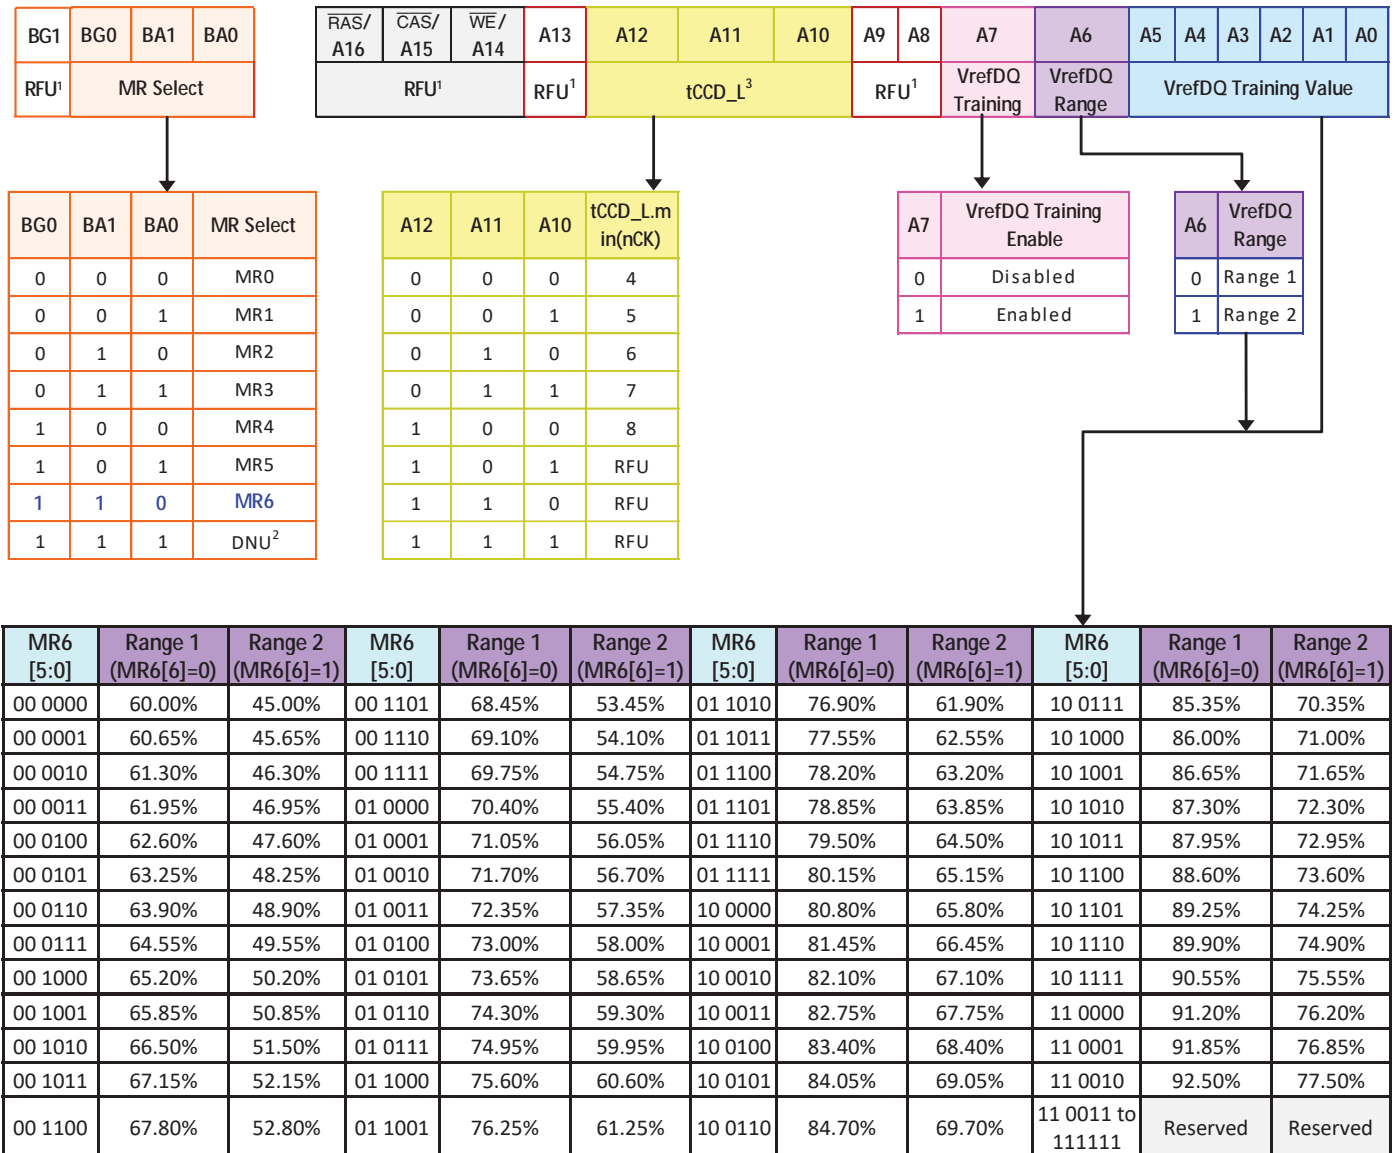 BG1 BG0 BA1 BA0
RFU¹ MR Select
RAS/ A16 CAS/ A15 WE/ A14 A13 A12 A11 A10 A9 A8 A7 A6 A5 A4 A3 A2 A1 A0
RFU¹ RFU¹ tCCD_L³ RFU¹ VrefDQ Training VrefDQ Range VrefDQ Training Value
BG0 BA1 BA0 MR Select
0 0 0 MR0
0 0 1 MR1
0 1 0 MR2
0 1 1 MR3
1 0 0 MR4
1 0 1 MR5
1 1 0 MR6
1 1 1 DNU²
A12 A11 A10 tCCD_L.m in(nCK)
0 0 0 4
0 0 1 5
0 1 0 6
0 1 1 7
1 0 0 8
1 0 1 RFU
1 1 0 RFU
1 1 1 RFU
A7 VrefDQ Training Enable
0 Disabled
1 Enabled
A6 VrefDQ Range
0 Range 1
1 Range 2
MR6 [5:0] Range 1 (MR6[6]=0) Range 2 (MR6[6]=1) MR6 [5:0] Range 1 (MR6[6]=0) Range 2 (MR6[6]=1) MR6 [5:0] Range 1 (MR6[6]=0) Range 2 (MR6[6]=1) MR6 [5:0] Range 1 (MR6[6]=0) Range 2 (MR6[6]=1)
00 0000 60.00% 45.00% 00 1101 68.45% 53.45% 01 1010 76.90% 61.90% 10 0111 85.35% 70.35%
00 0001 60.65% 45.65% 00 1110 69.10% 54.10% 01 1011 77.55% 62.55% 10 1000 86.00% 71.00%
00 0010 61.30% 46.30% 00 1111 69.75% 54.75% 01 1100 78.20% 63.20% 10 1001 86.65% 71.65%
00 0011 61.95% 46.95% 01 0000 70.40% 55.40% 01 1101 78.85% 63.85% 10 1010 87.30% 72.30%
00 0100 62.60% 47.60% 01 0001 71.05% 56.05% 01 1110 79.50% 64.50% 10 1011 87.95% 72.95%
00 0101 63.25% 48.25% 01 0010 71.70% 56.70% 01 1111 80.15% 65.15% 10 1100 88.60% 73.60%
00 0110 63.90% 48.90% 01 0011 72.35% 57.35% 10 0000 80.80% 65.80% 10 1101 89.25% 74.25%
00 0111 64.55% 49.55% 01 0100 73.00% 58.00% 10 0001 81.45% 66.45% 10 1110 89.90% 74.90%
00 1000 65.20% 50.20% 01 0101 73.65% 58.65% 10 0010 82.10% 67.10% 10 1111 90.55% 75.55%
00 1001 65.85% 50.85% 01 0110 74.30% 59.30% 10 0011 82.75% 67.75% 11 0000 91.20% 76.20%
00 1010 66.50% 51.50% 01 0111 74.95% 59.95% 10 0100 83.40% 68.40% 11 0001 91.85% 76.85%
00 1011 67.15% 52.15% 01 1000 75.60% 60.60% 10 0101 84.05% 69.05% 11 0010 92.50% 77.50%
00 1100 67.80% 52.80% 01 1001 76.25% 61.25% 10 0110 84.70% 69.70% 11 0011 to 111111 Reserved Reserved